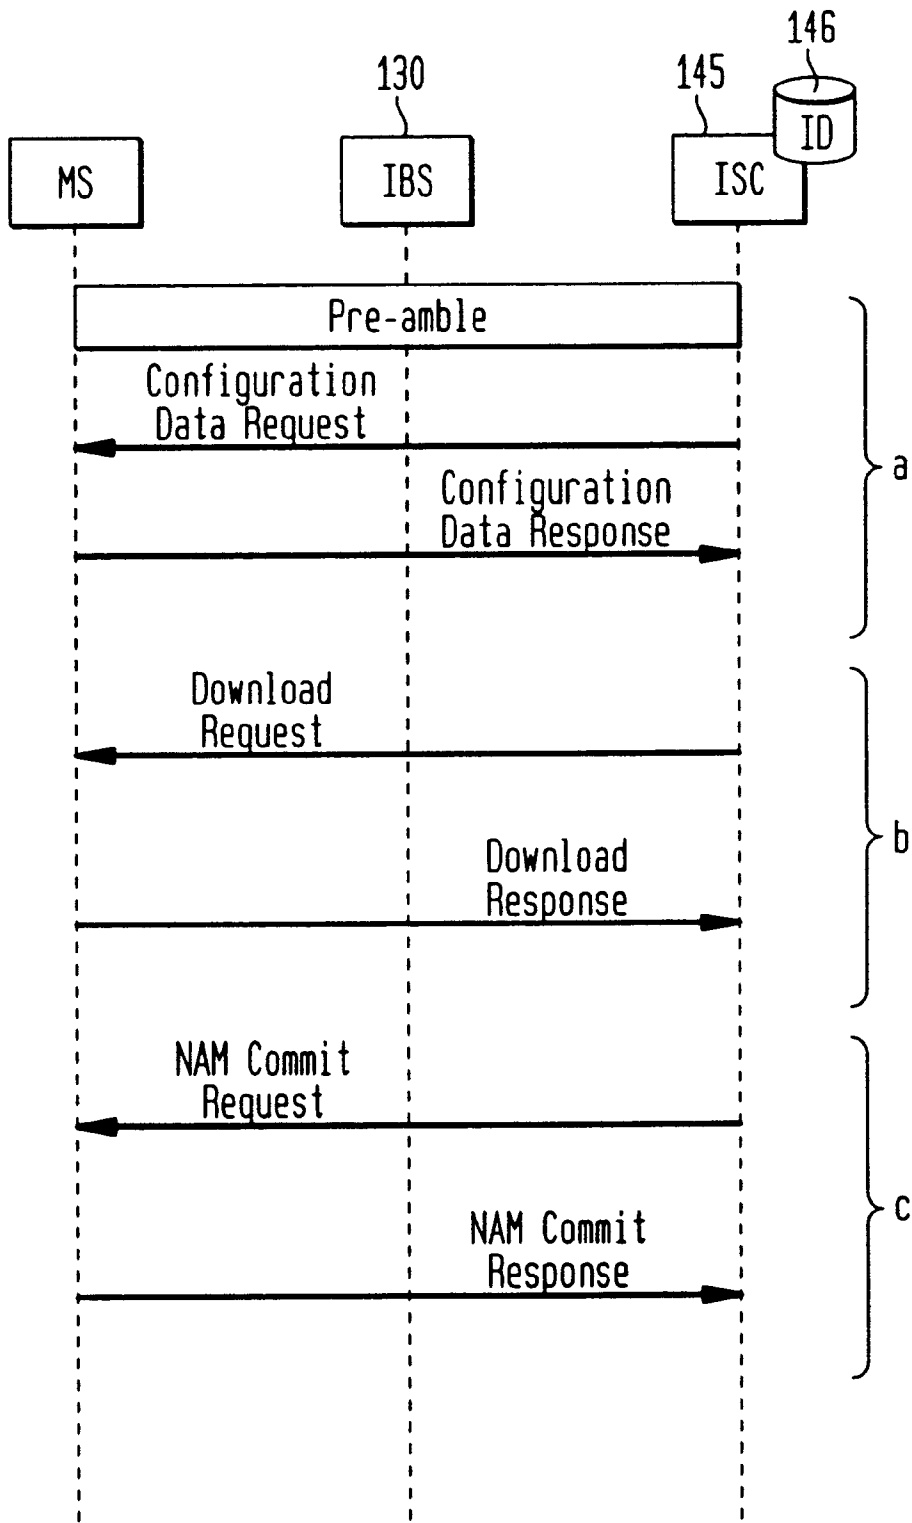 146
130
145
ID
MS
IBS
ISC
Pre-amble
Configuration
Data Request
a
Configuration
Data Response
Download
Request
b
Download
Response
NAM Commit
Request
c
NAM Commit
Response